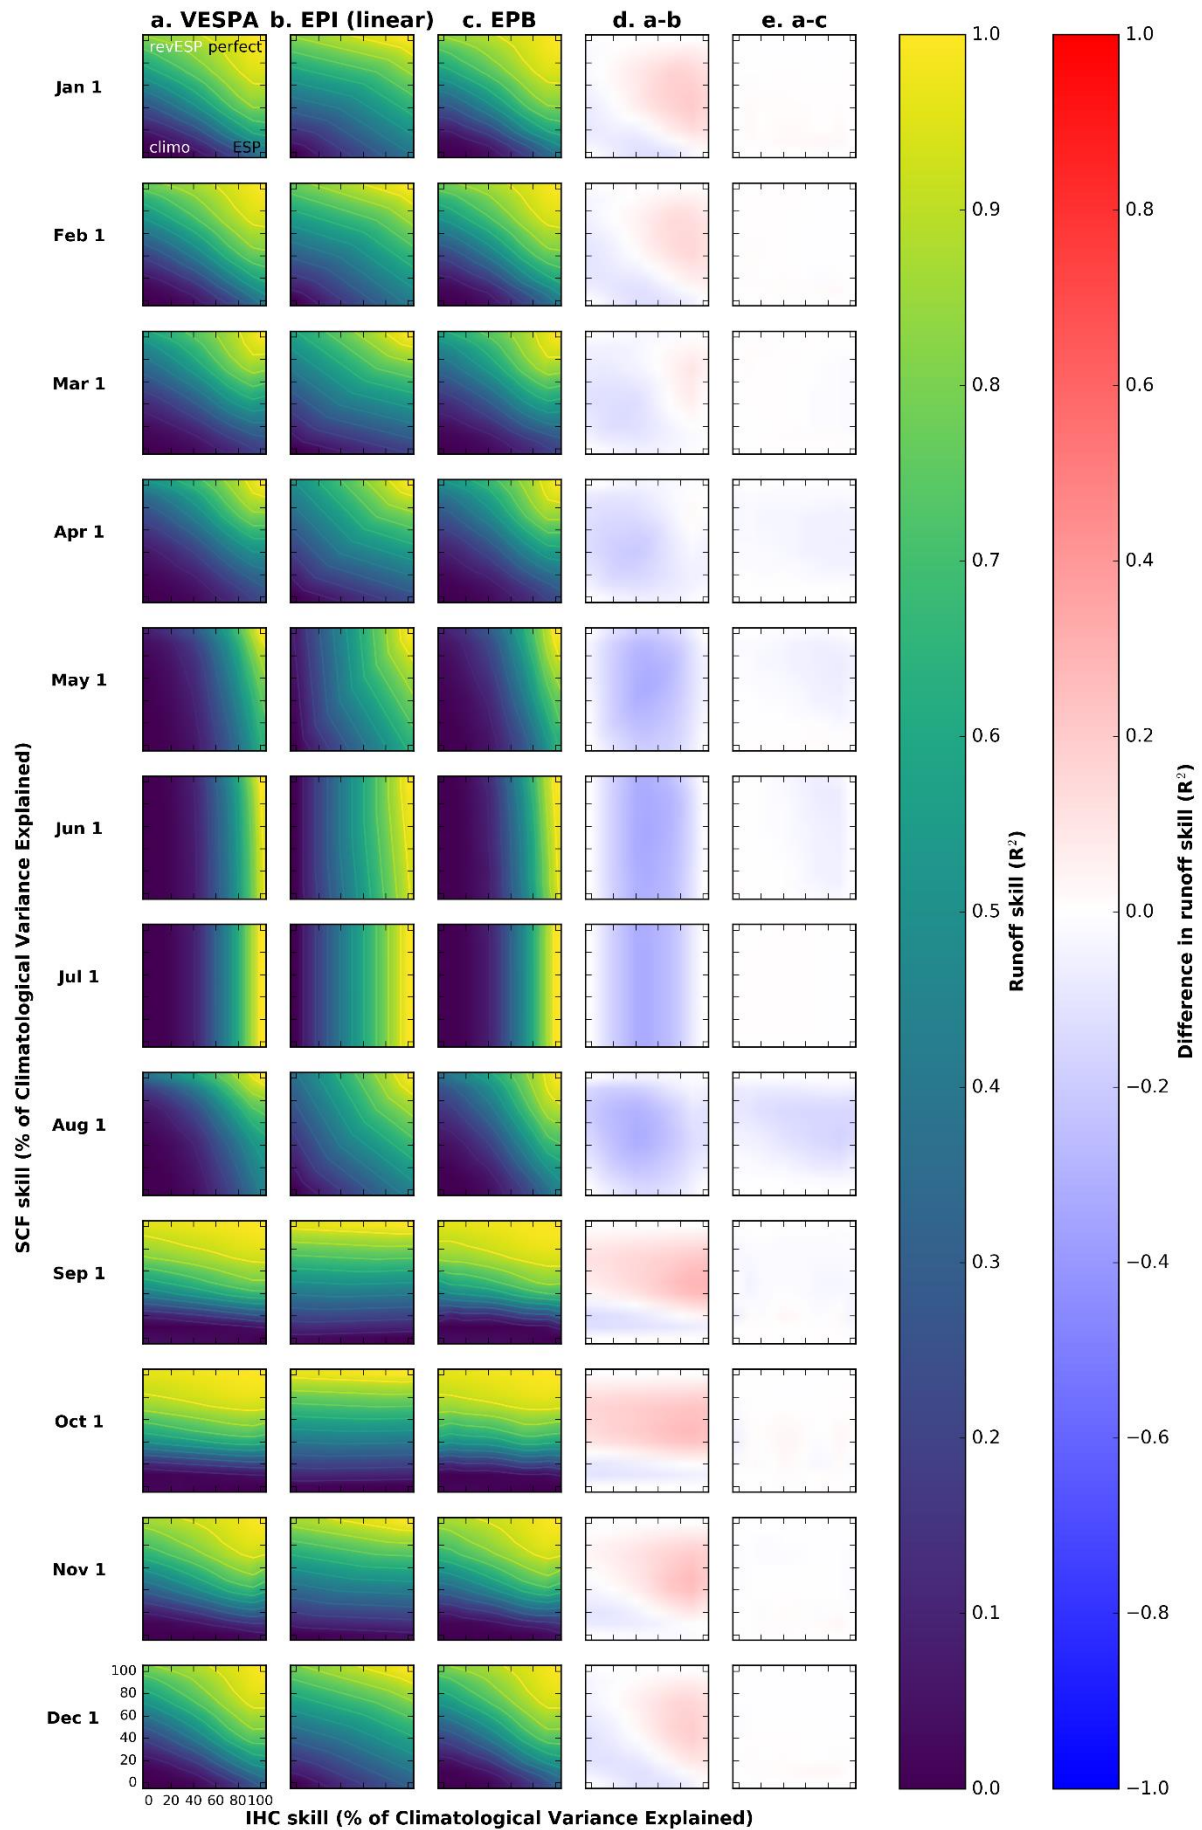 a. VESPA b. EPI (linear) c. EPB d. a-b e. a-c
revESP perfect
climo ESP
Jan 1
Feb 1
Mar 1
Apr 1
May 1
Jun 1
Jul 1
Aug 1
Sep 1
Oct 1
Nov 1
Dec 1
SCF skill (% of Climatological Variance Explained)
100
80
60
40
20
0
0 20 40 60 80 100
IHC skill (% of Climatological Variance Explained)
1.0
0.9
0.8
0.7
0.6
0.5
0.4
0.3
0.2
0.1
0.0
Runoff skill (R²)
1.0
0.8
0.6
0.4
0.2
0.0
−0.2
−0.4
−0.6
−0.8
−1.0
Difference in runoff skill (R²)